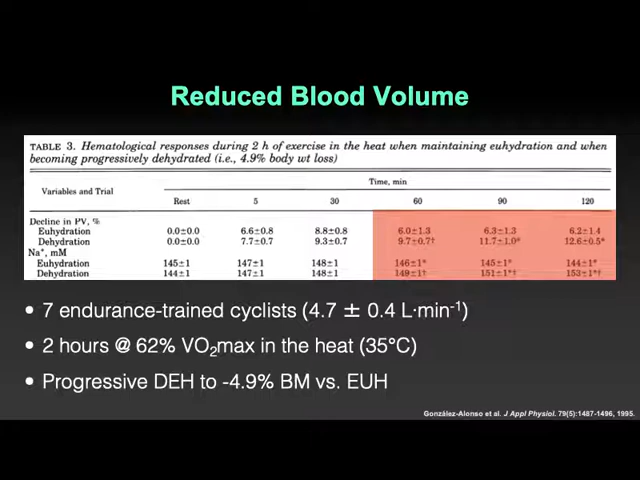 Reduced Blood Volume
TABLE 3. Hematological responses during 2 h of exercise in the heat when maintaining euhydration and when
becoming progressively dehydrated (i.e., 4.9% body wt loss)
Time, min
Variables and Trial
Rest 5 30 60 90 120
Decline in PV, %
Euhydration 0.0±0.0 6.6±0.8 8.8±0.8 6.0±1.3 6.3±1.3 6.2±1.4
Dehydration 0.0±0.0 7.7±0.7 9.3±0.7 9.7±0.7† 11.7±1.0* 12.6±0.5*
Na⁺, mM
Euhydration 145±1 147±1 148±1 146±1* 145±1* 144±1*
Dehydration 144±1 147±1 148±1 149±1† 151±1*† 153±1*†
• 7 endurance-trained cyclists (4.7 ± 0.4 L·min⁻¹)
• 2 hours @ 62% VO₂max in the heat (35°C)
• Progressive DEH to -4.9% BM vs. EUH
González-Alonso et al. J Appl Physiol. 79(5):1487-1496, 1995.